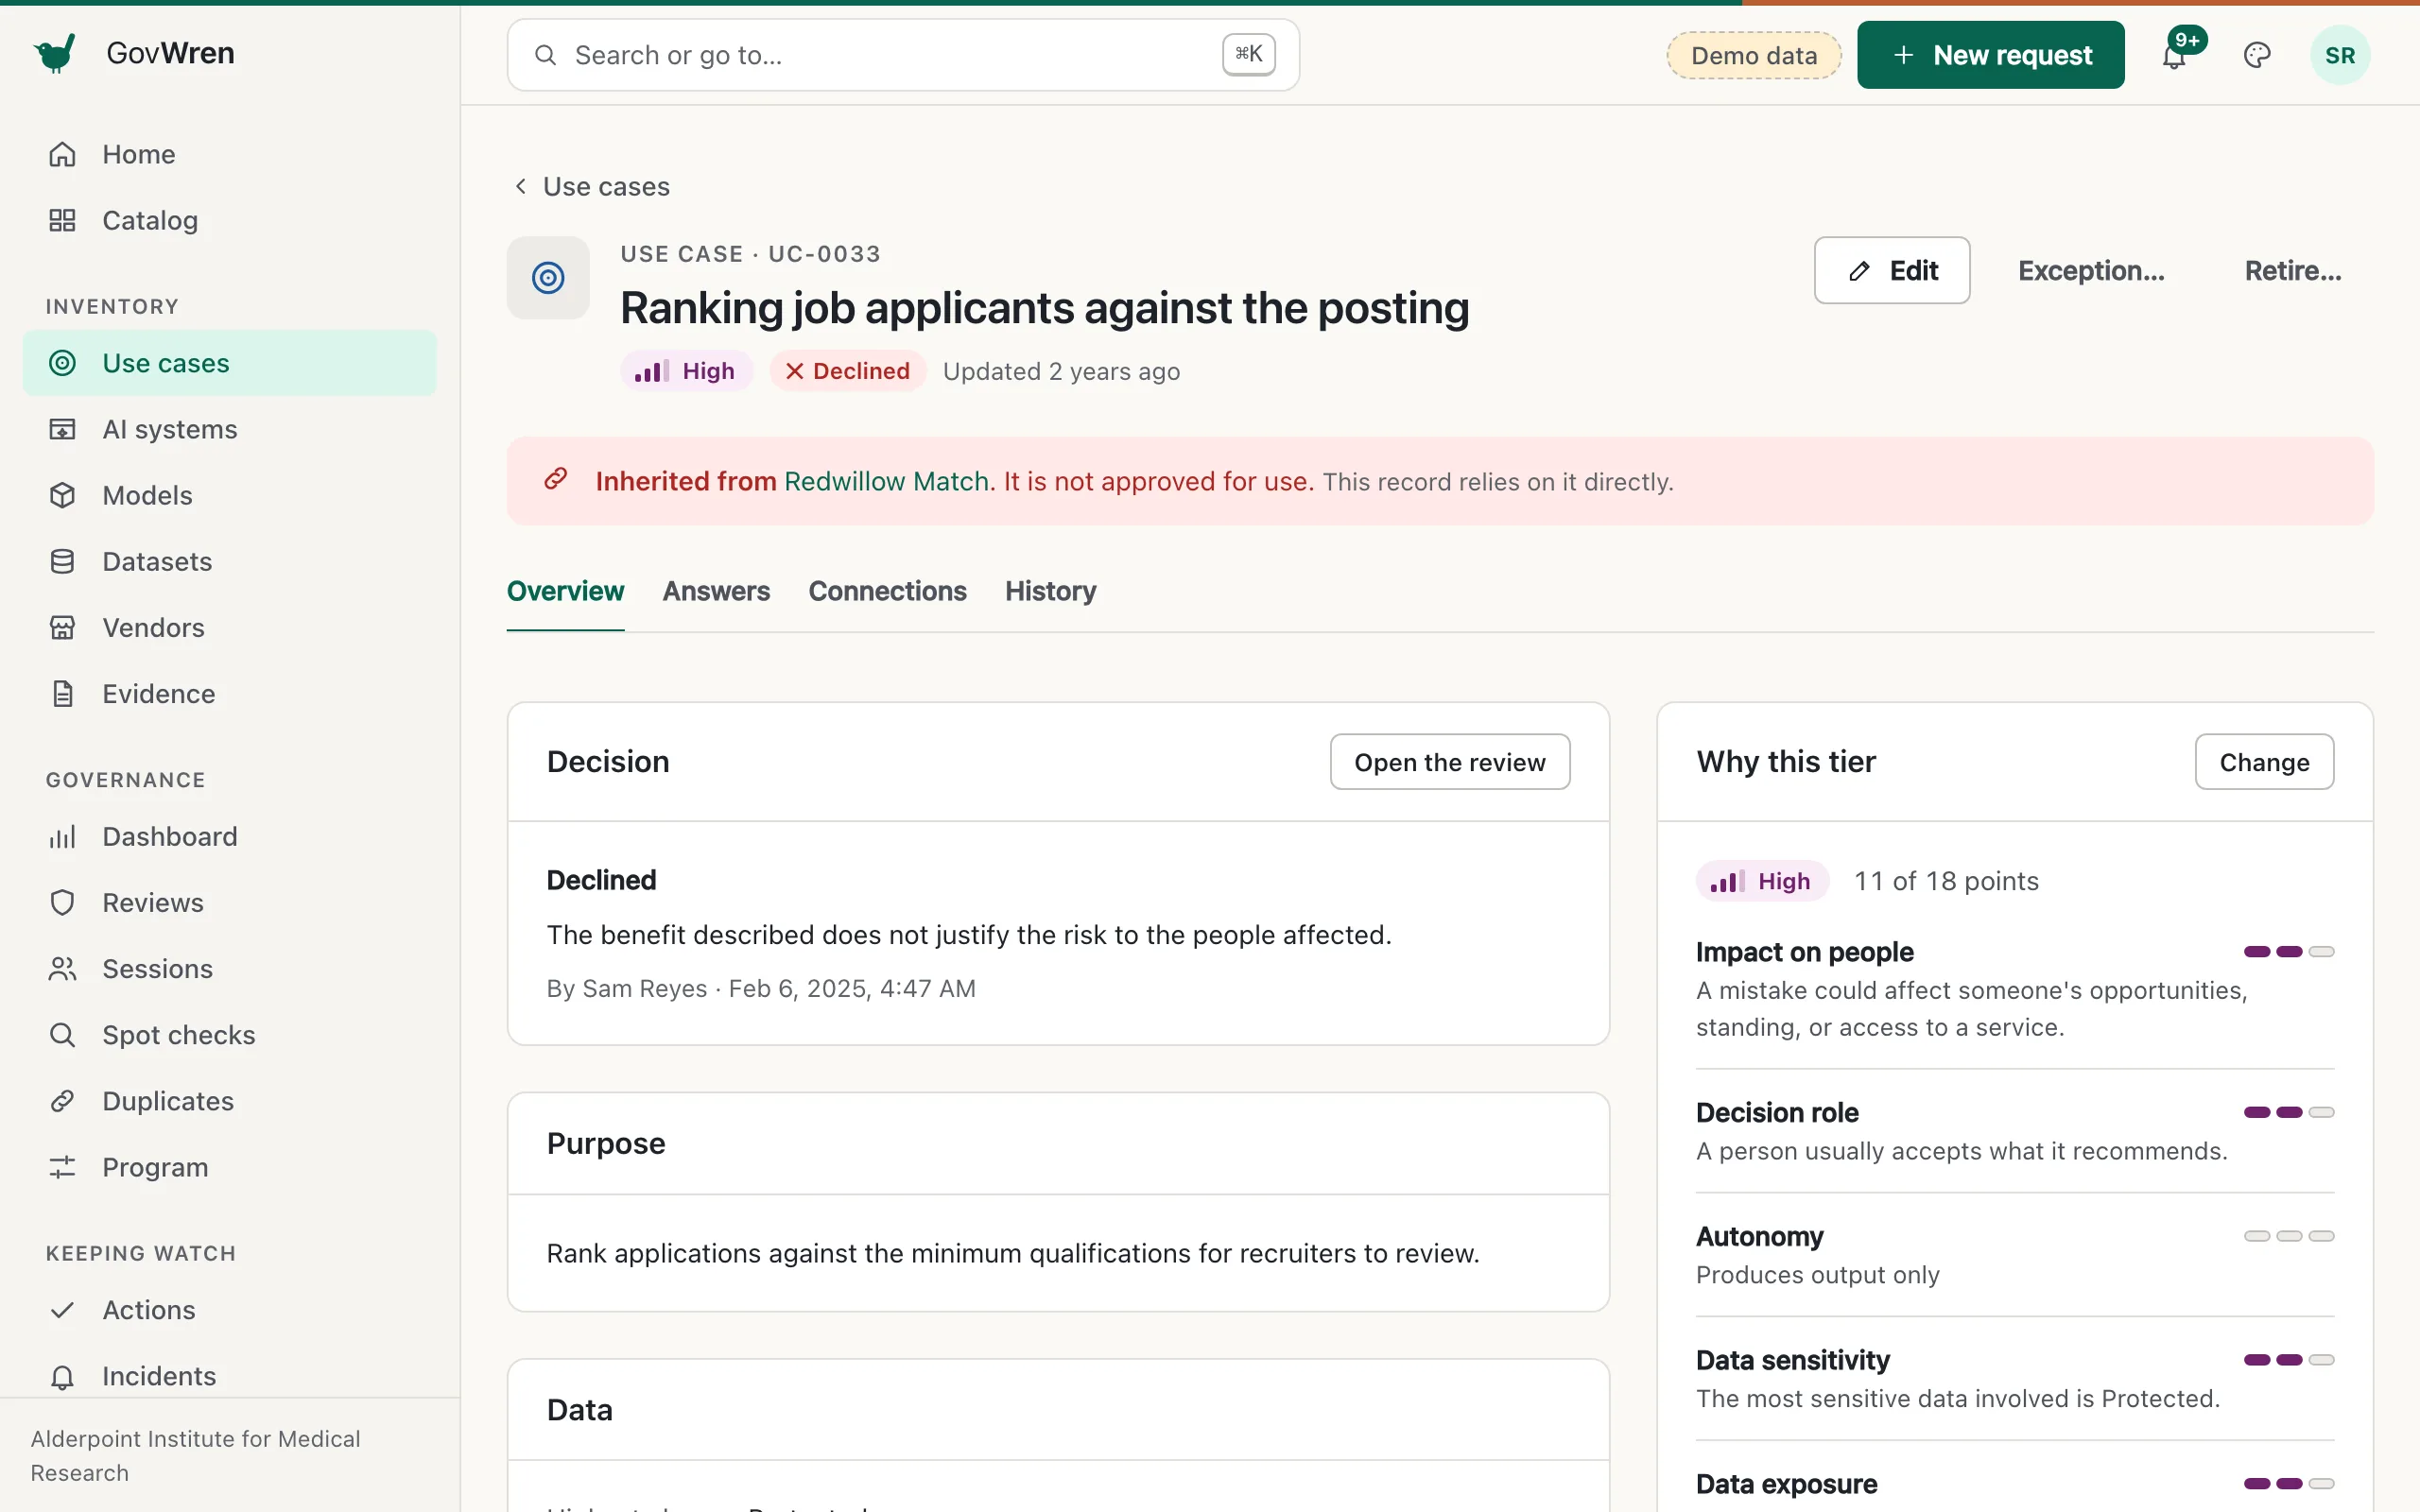 GovWren
Search or go to...
⌘K
Demo data
New request
9+
SR
Home
Catalog
INVENTORY
Use cases
AI systems
Models
Datasets
Vendors
Evidence
GOVERNANCE
Dashboard
Reviews
Sessions
Spot checks
Duplicates
Program
KEEPING WATCH
Actions
Incidents
Alderpoint Institute for Medical
Research
Use cases
USE CASE · UC-0033
Ranking job applicants against the posting
High
Declined
Updated 2 years ago
Edit
Exception...
Retire...
Inherited from Redwillow Match. It is not approved for use. This record relies on it directly.
Overview
Answers
Connections
History
Decision
Open the review
Declined
The benefit described does not justify the risk to the people affected.
By Sam Reyes · Feb 6, 2025, 4:47 AM
Purpose
Rank applications against the minimum qualifications for recruiters to review.
Data
Why this tier
Change
High
11 of 18 points
Impact on people
A mistake could affect someone's opportunities,
standing, or access to a service.
Decision role
A person usually accepts what it recommends.
Autonomy
Produces output only
Data sensitivity
The most sensitive data involved is Protected.
Data exposure